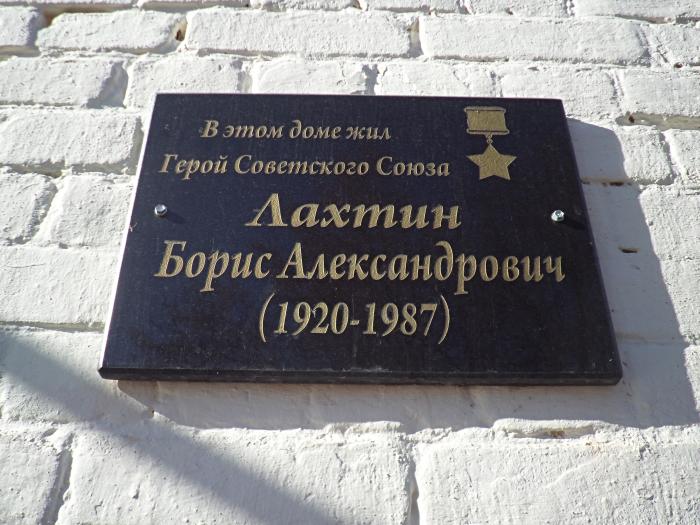 В этом доме жил
Герой Советского Союза
Лахтин
Борис Александрович
(1920-1987)